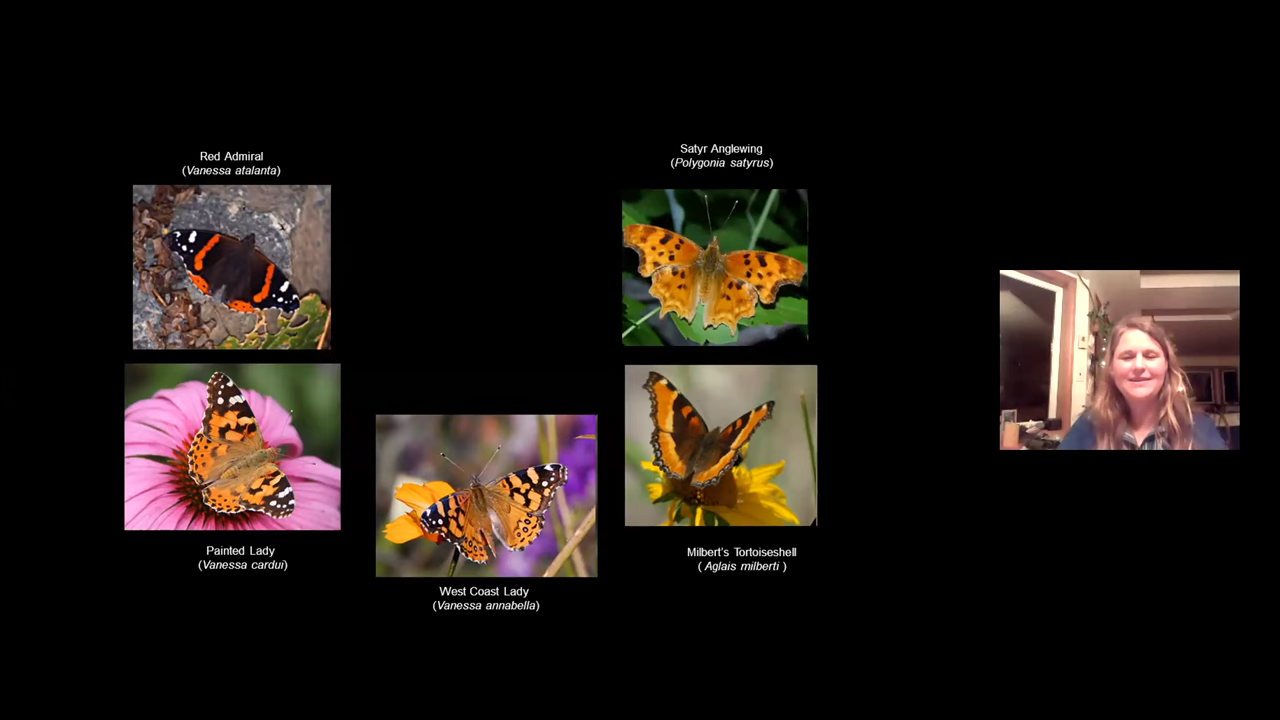 Red Admiral
(Vanessa atalanta)
Satyr Anglewing
(Polygonia satyrus)
Painted Lady
(Vanessa cardui)
West Coast Lady
(Vanessa annabella)
Milbert's Tortoiseshell
( Aglais milberti )